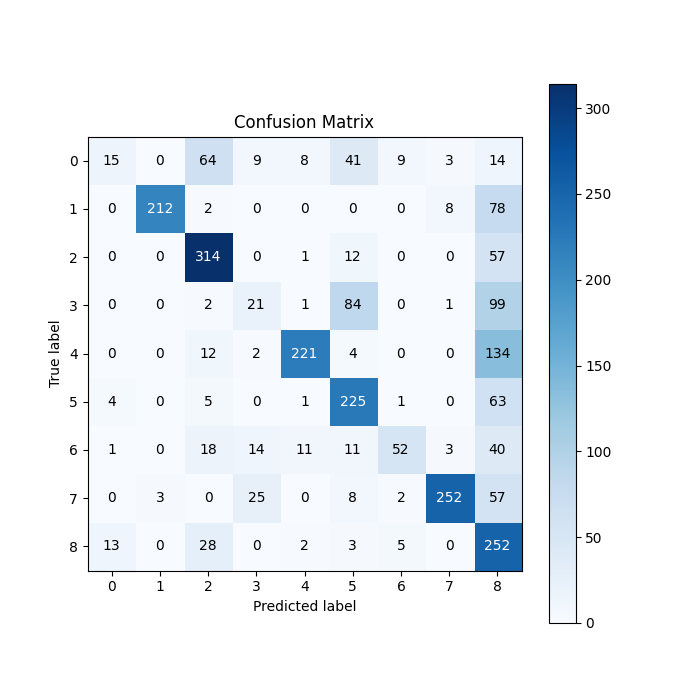 Confusion Matrix
0 15 0 64 9 8 41 9 3 14
1 0 212 2 0 0 0 0 8 78
2 0 0 314 0 1 12 0 0 57
3 0 0 2 21 1 84 0 1 99
4 0 0 12 2 221 4 0 0 134
5 4 0 5 0 1 225 1 0 63
6 1 0 18 14 11 11 52 3 40
7 0 3 0 25 0 8 2 252 57
8 13 0 28 0 2 3 5 0 252
0 1 2 3 4 5 6 7 8
Predicted label
True label
300
250
200
150
100
50
0